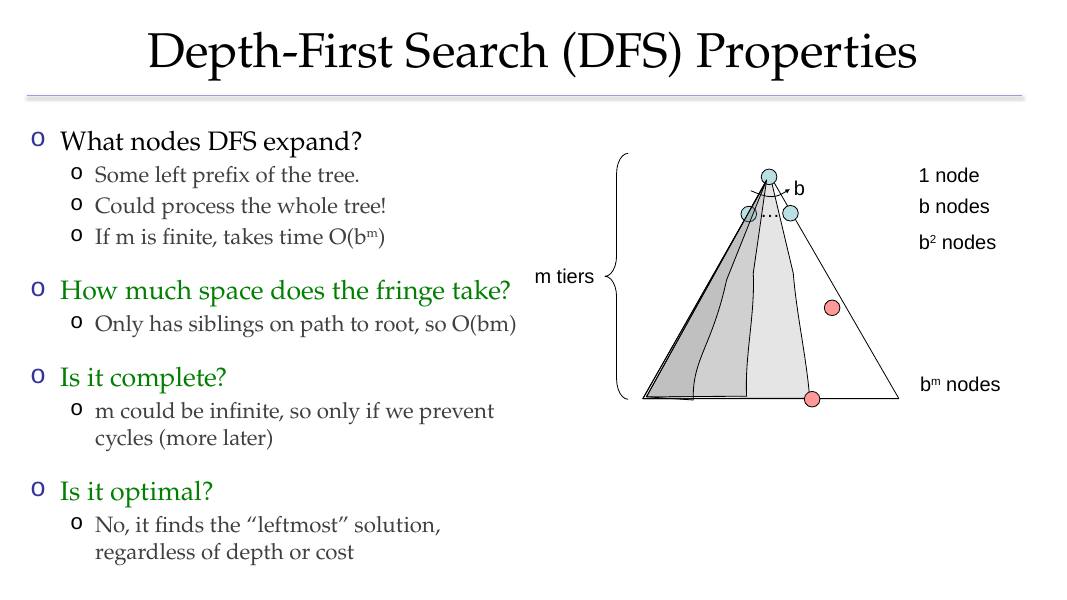 Depth-First Search (DFS) Properties
o What nodes DFS expand?
o Some left prefix of the tree.
o Could process the whole tree!
o If m is finite, takes time O(bᵐ)
o How much space does the fringe take?
o Only has siblings on path to root, so O(bm)
o Is it complete?
o m could be infinite, so only if we prevent
cycles (more later)
o Is it optimal?
o No, it finds the “leftmost” solution,
regardless of depth or cost
m tiers
b
…
1 node
b nodes
b² nodes
bᵐ nodes